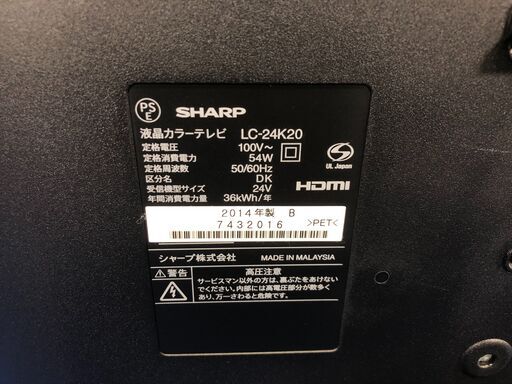 PS
E
SHARP
液晶カラーテレビ LC-24K20
定格電圧 100V～
定格消費電力 54W
定格周波数 50/60Hz
区分名 DK
受信機型サイズ 24V
年間消費電力量 36kWh/年
S
UL Japan
HDMI
2014年製 B
7432016
>PET<
シャープ株式会社 MADE IN MALAYSIA
警告 高圧注意
サービスマン以外の方は、裏ぶたをあけない
でください。内部には高電圧部分が数多く
あり、万一さわると危険です。